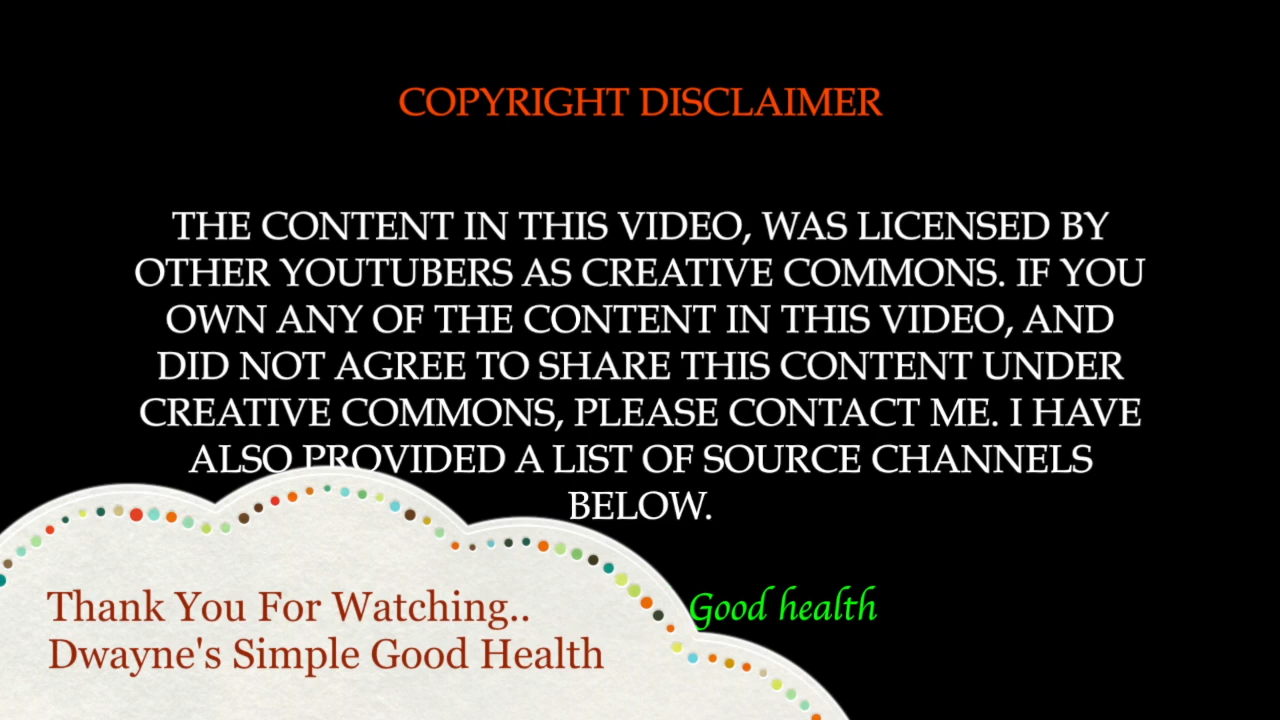 COPYRIGHT DISCLAIMER
THE CONTENT IN THIS VIDEO, WAS LICENSED BY
OTHER YOUTUBERS AS CREATIVE COMMONS. IF YOU
OWN ANY OF THE CONTENT IN THIS VIDEO, AND
DID NOT AGREE TO SHARE THIS CONTENT UNDER
CREATIVE COMMONS, PLEASE CONTACT ME. I HAVE
ALSO PROVIDED A LIST OF SOURCE CHANNELS
BELOW.
Good health
Thank You For Watching..
Dwayne's Simple Good Health